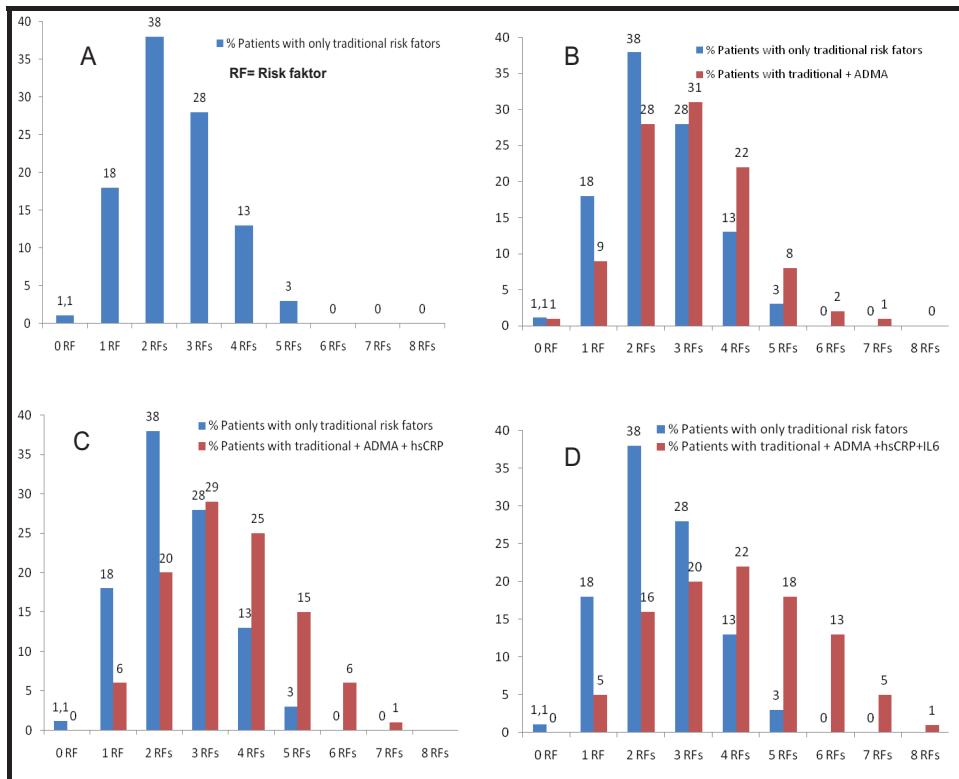 A
% Patients with only traditional risk fators
RF= Risk faktor
40
35
30
25
20
15
10
5
0
1,1
18
38
28
13
3
0
0
0
0 RF
1 RF
2 RFs
3 RFs
4 RFs
5 RFs
6 RFs
7 RFs
8 RFs
B
% Patients with only traditional risk fators
% Patients with traditional + ADMA
40
35
30
25
20
15
10
5
0
1,1
1
18
9
38
28
28
31
13
22
3
8
0
2
0
1
0
0 RF
1 RF
2 RFs
3 RFs
4 RFs
5 RFs
6 RFs
7 RFs
8 RFs
C
% Patients with only traditional risk frators
% Patients with traditional + ADMA + hsCRP
40
35
30
25
20
15
10
5
0
1,1
0
18
6
38
20
28
29
13
25
3
15
0
6
0
1
0 RF
1 RF
2 RFs
3 RFs
4 RFs
5 RFs
6 RFs
7 RFs
8 RFs
D
% Patients with only traditional risk frators
% Patients with traditional + ADMA +hsCRP+IL6
40
35
30
25
20
15
10
5
0
1,1
0
18
5
38
16
28
20
13
22
3
18
0
13
0
5
1
0 RF
1 RF
2 RFs
3 RFs
4 RFs
5 RFs
6 RFs
7 RFs
8 RFs